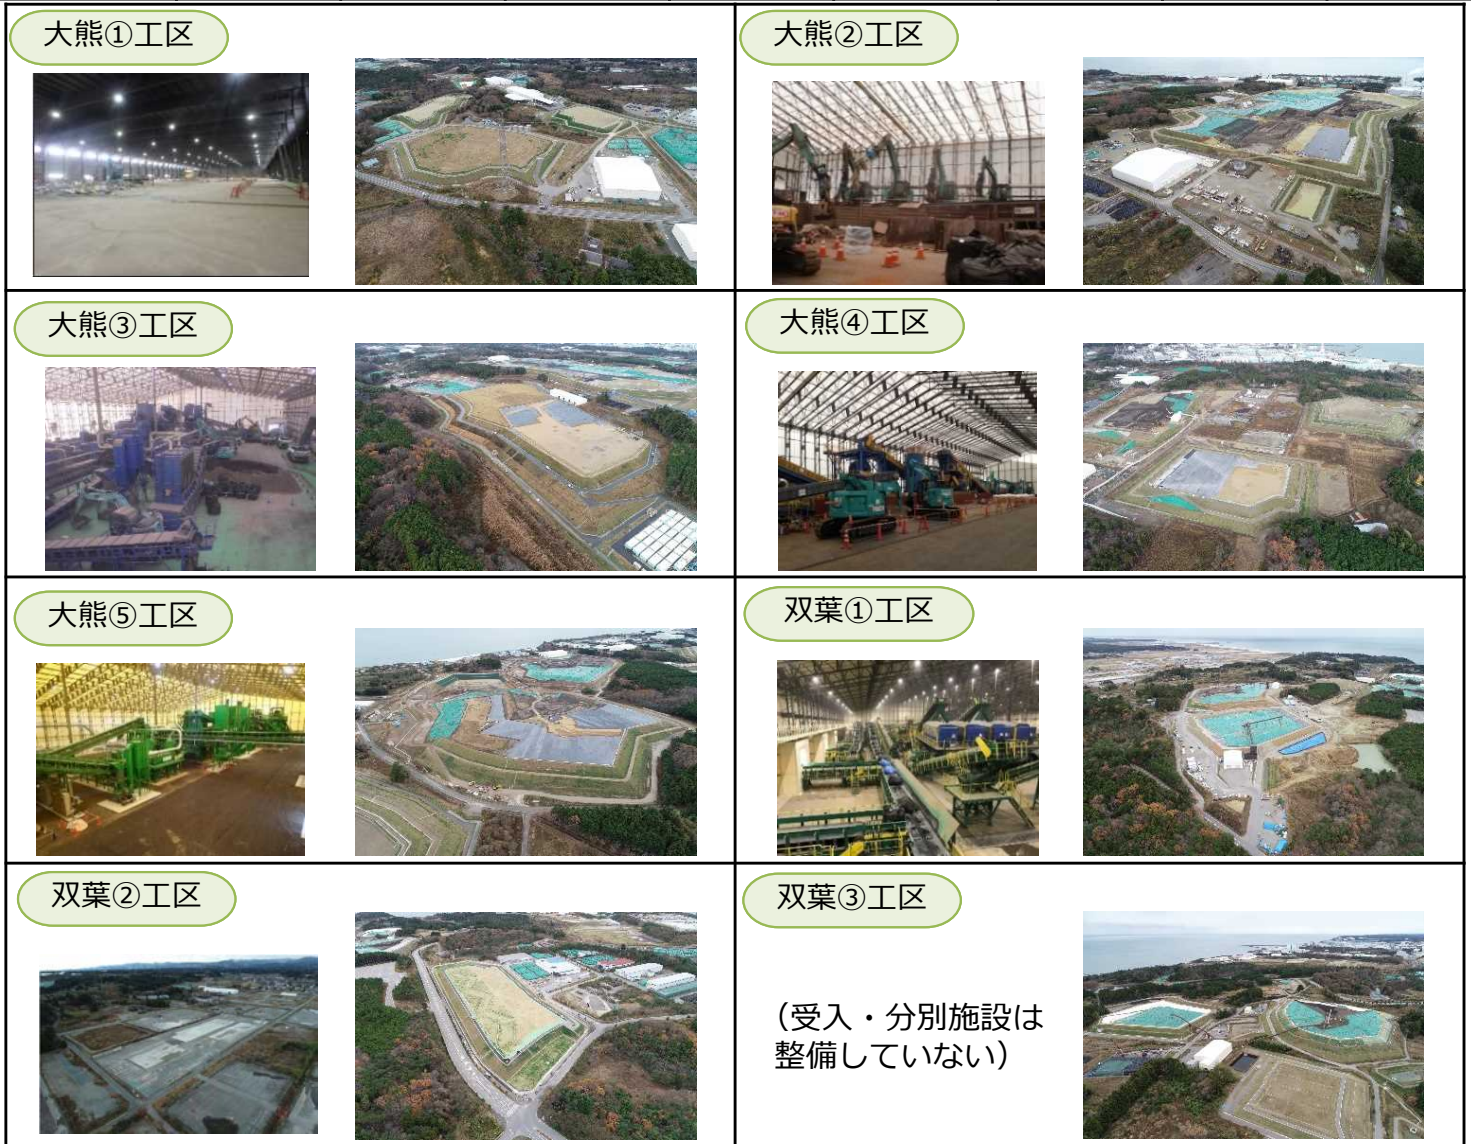 大熊①工区
大熊②工区
大熊③工区
大熊④工区
大熊⑤工区
双葉①工区
双葉②工区
双葉③工区
（受入・分別施設は
整備していない）